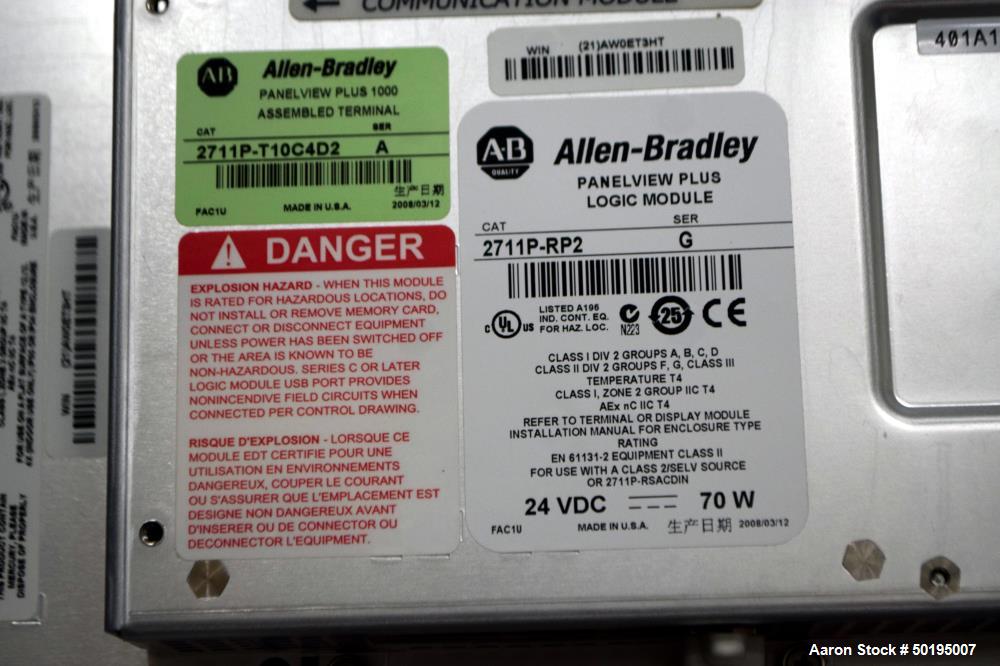 COMMUNICATION MODULE
AB Allen-Bradley
PANELVIEW PLUS 1000
ASSEMBLED TERMINAL
CAT SER
2711P-T10C4D2 A
生产日期
FAC1U MADE IN U.S.A. 2008/03/12
WIN (21)AW0ET3HT
401A1
DANGER
EXPLOSION HAZARD - WHEN THIS MODULE
IS RATED FOR HAZARDOUS LOCATIONS, DO
NOT INSTALL OR REMOVE MEMORY CARD,
CONNECT OR DISCONNECT EQUIPMENT
UNLESS POWER HAS BEEN SWITCHED OFF
OR THE AREA IS KNOWN TO BE
NON-HAZARDOUS. SERIES C OR LATER
LOGIC MODULE USB PORT PROVIDES
NONINCENDIVE FIELD CIRCUITS WHEN
CONNECTED PER CONTROL DRAWING.
RISQUE D'EXPLOSION - LORSQUE CE
MODULE EDT CERTIFIE POUR UNE
UTILISATION EN ENVIRONNEMENTS
DANGEREUX, COUPER LE COURANT
OU S'ASSURER QUE L'EMPLACEMENT EST
DESIGNE NON DANGEREUX AVANT
D'INSERER OU DE CONNECTOR OU
DECONNECTOR L'EQUIPMENT.
A-B QUALITY Allen-Bradley
PANELVIEW PLUS
LOGIC MODULE
CAT SER
2711P-RP2 G
c UL US
LISTED A196
IND. CONT. EQ.
FOR HAZ. LOC.
N223
25
CE
CLASS I DIV 2 GROUPS A, B, C, D
CLASS II DIV 2 GROUPS F, G, CLASS III
TEMPERATURE T4
CLASS I, ZONE 2 GROUP IIC T4
AEx nC IIC T4
REFER TO TERMINAL OR DISPLAY MODULE
INSTALLATION MANUAL FOR ENCLOSURE TYPE
RATING
EN 61131-2 EQUIPMENT CLASS II
FOR USE WITH A CLASS 2/SELV SOURCE
OR 2711P-RSACDIN
24 VDC 70 W
FAC1U MADE IN U.S.A. 生产日期 2008/03/12
WIN (21)AW0ET3HT
MERCURY. PLEASE
DISPOSE OF PROPERLY
Aaron Stock # 50195007